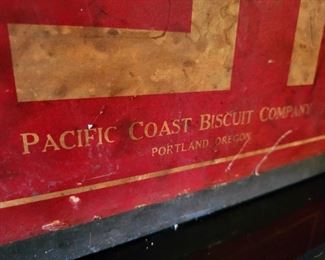 PACIFIC COAST BISCUIT COMPANY
PORTLAND, OREGON